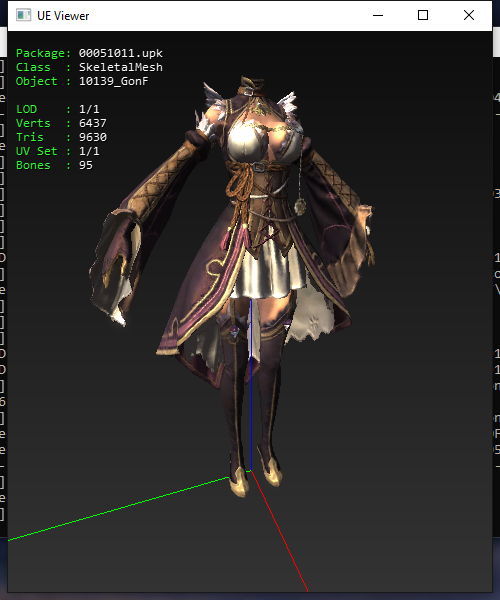 UE Viewer
Package: 00051011.upk
Class  : SkeletalMesh
Object : 10139_GonF
LOD    : 1/1
Verts  : 6437
Tris   : 9630
UV Set : 1/1
Bones  : 95